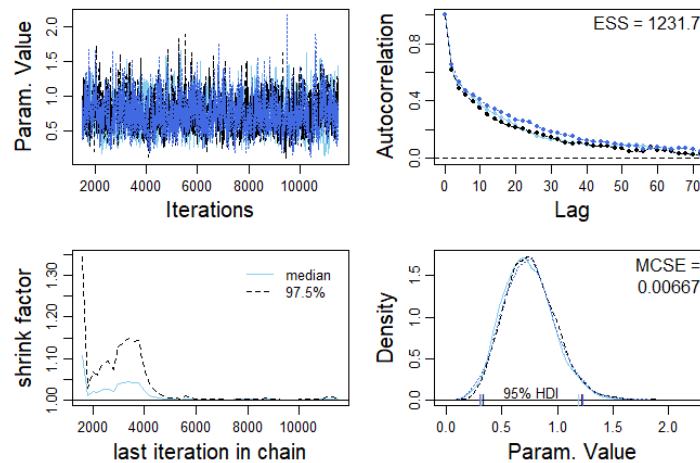 Param. Value
0.5 1.0 1.5 2.0
2000 4000 6000 8000 10000
Iterations
Autocorrelation
0.0 0.4 0.8
ESS = 1231.7
0 10 20 30 40 50 60 70
Lag
shrink factor
1.00 1.10 1.20 1.30
median
97.5%
2000 4000 6000 8000 10000
last iteration in chain
Density
0.0 0.5 1.0 1.5
MCSE =
0.00667
95% HDI
0.0 0.5 1.0 1.5 2.0
Param. Value